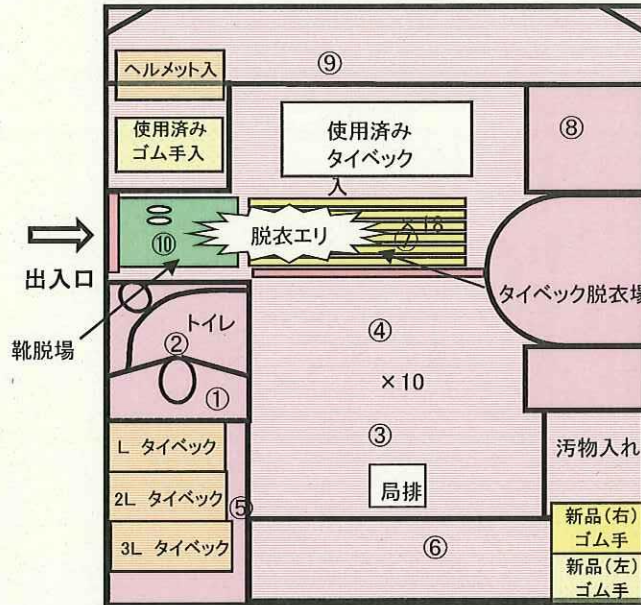 ⑨
ヘルメット入
使用済み
ゴム手入
使用済み
タイベック
入
⑧
⑩
脱衣エリ
⑦
×18
出入口
タイベック脱衣場
靴脱場
トイレ
②
①
④
×10
③
局排
L タイベック
2L タイベック
3L タイベック
⑤
⑥
汚物入れ
新品(右)
ゴム手
新品(左)
ゴム手